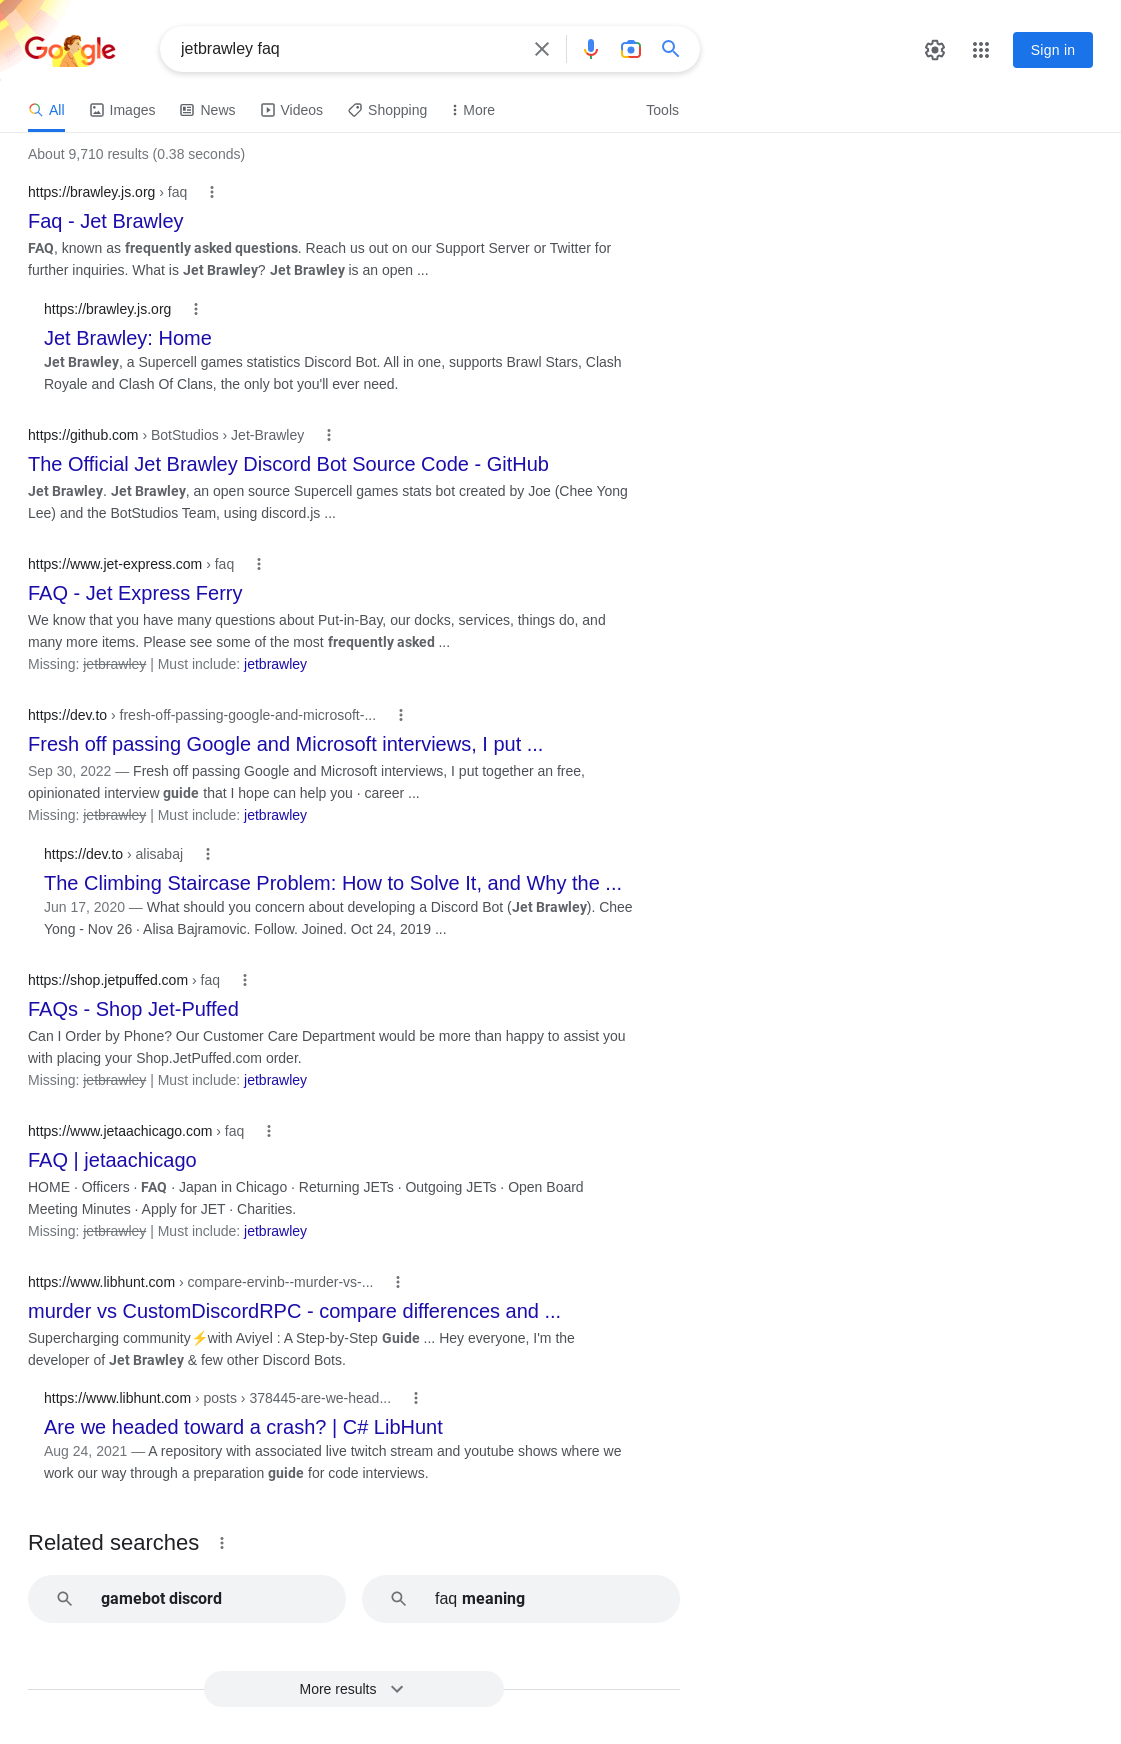 Google
jetbrawley faq
Sign in
All
Images
News
Videos
Shopping
More
Tools
About 9,710 results (0.38 seconds)
https://brawley.js.org › faq
Faq - Jet Brawley
FAQ, known as frequently asked questions. Reach us out on our Support Server or Twitter for
further inquiries. What is Jet Brawley? Jet Brawley is an open ...
https://brawley.js.org
Jet Brawley: Home
Jet Brawley, a Supercell games statistics Discord Bot. All in one, supports Brawl Stars, Clash
Royale and Clash Of Clans, the only bot you'll ever need.
https://github.com › BotStudios › Jet-Brawley
The Official Jet Brawley Discord Bot Source Code - GitHub
Jet Brawley. Jet Brawley, an open source Supercell games stats bot created by Joe (Chee Yong
Lee) and the BotStudios Team, using discord.js ...
https://www.jet-express.com › faq
FAQ - Jet Express Ferry
We know that you have many questions about Put-in-Bay, our docks, services, things do, and
many more items. Please see some of the most frequently asked ...
Missing: jetbrawley | Must include: jetbrawley
https://dev.to › fresh-off-passing-google-and-microsoft-...
Fresh off passing Google and Microsoft interviews, I put ...
Sep 30, 2022 — Fresh off passing Google and Microsoft interviews, I put together an free,
opinionated interview guide that I hope can help you · career ...
Missing: jetbrawley | Must include: jetbrawley
https://dev.to › alisabaj
The Climbing Staircase Problem: How to Solve It, and Why the ...
Jun 17, 2020 — What should you concern about developing a Discord Bot (Jet Brawley). Chee
Yong - Nov 26 · Alisa Bajramovic. Follow. Joined. Oct 24, 2019 ...
https://shop.jetpuffed.com › faq
FAQs - Shop Jet-Puffed
Can I Order by Phone? Our Customer Care Department would be more than happy to assist you
with placing your Shop.JetPuffed.com order.
Missing: jetbrawley | Must include: jetbrawley
https://www.jetaachicago.com › faq
FAQ | jetaachicago
HOME · Officers · FAQ · Japan in Chicago · Returning JETs · Outgoing JETs · Open Board
Meeting Minutes · Apply for JET · Charities.
Missing: jetbrawley | Must include: jetbrawley
https://www.libhunt.com › compare-ervinb--murder-vs-...
murder vs CustomDiscordRPC - compare differences and ...
Supercharging community⚡with Aviyel : A Step-by-Step Guide ... Hey everyone, I'm the
developer of Jet Brawley & few other Discord Bots.
https://www.libhunt.com › posts › 378445-are-we-head...
Are we headed toward a crash? | C# LibHunt
Aug 24, 2021 — A repository with associated live twitch stream and youtube shows where we
work our way through a preparation guide for code interviews.
Related searches
gamebot discord
faq meaning
More results